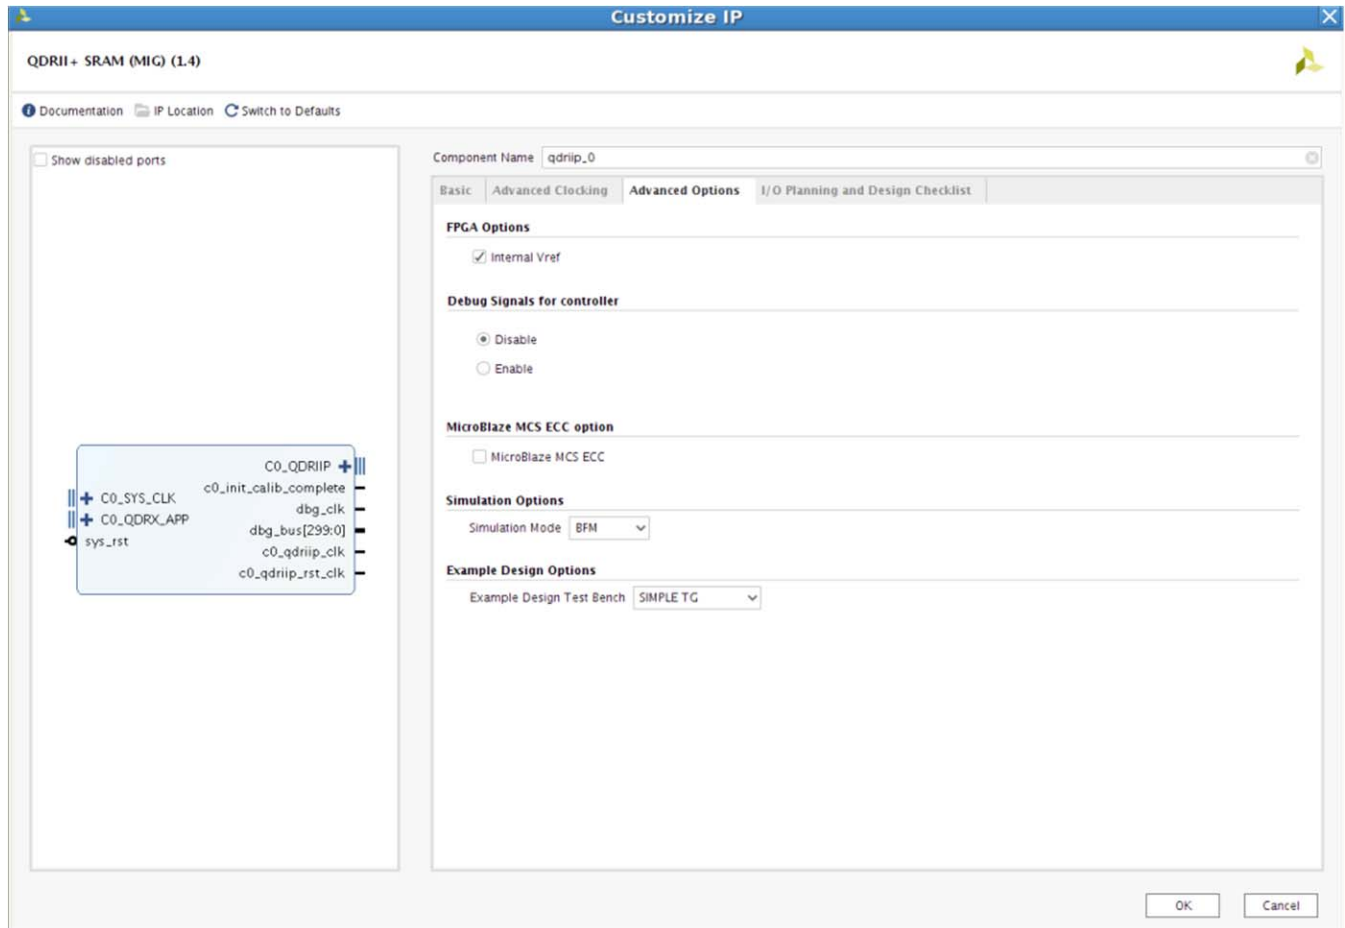 Customize IP
QDRII+ SRAM (MIG) (1.4)
Documentation IP Location Switch to Defaults
Show disabled ports
C0_QDRIIP
c0_init_calib_complete
C0_SYS_CLK
dbg_clk
C0_QDRX_APP
dbg_bus[299:0]
sys_rst
c0_qdriip_clk
c0_qdriip_rst_clk
Component Name qdriip_0
Basic Advanced Clocking Advanced Options I/O Planning and Design Checklist
FPGA Options
Internal Vref
Debug Signals for controller
Disable
Enable
MicroBlaze MCS ECC option
MicroBlaze MCS ECC
Simulation Options
Simulation Mode BFM
Example Design Options
Example Design Test Bench SIMPLE TG
OK Cancel